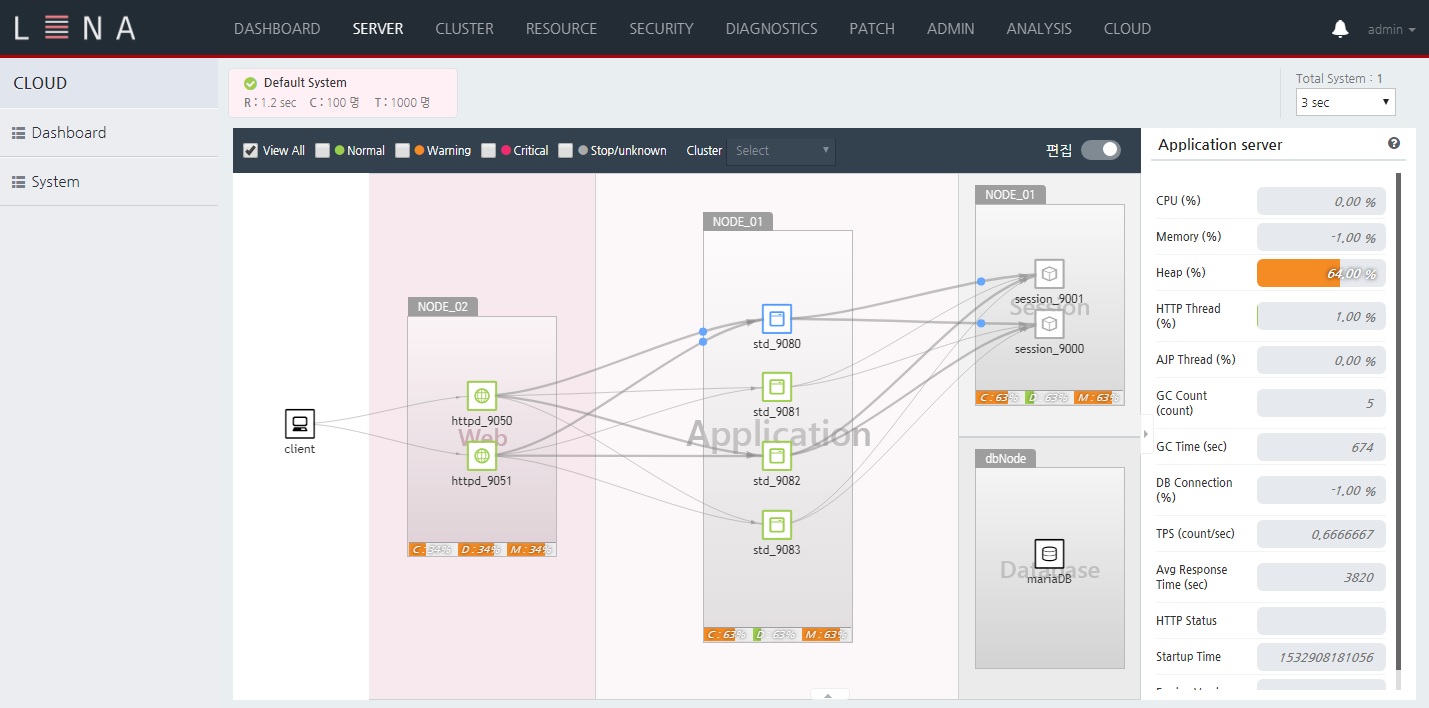 LENA DASHBOARD SERVER CLUSTER RESOURCE SECURITY DIAGNOSTICS PATCH ADMIN ANALYSIS CLOUD admin
CLOUD
Dashboard
System
Default System
R : 1.2 sec C : 100 명 T : 1000 명
Total System : 1
3 sec
View All Normal Warning Critical Stop/unknown Cluster Select 편집
client
NODE_02
httpd_9050
Web
httpd_9051
C : 34% D : 34% M : 34%
NODE_01
std_9080
std_9081
Application
std_9082
std_9083
C : 63% D : 63% M : 63%
NODE_01
session_9001
Session
session_9000
C : 63% D : 63% M : 63%
dbNode
Database
mariaDB
Application server
CPU (%) 0.00 %
Memory (%) -1.00 %
Heap (%) 64.00 %
HTTP Thread
(%) 1.00 %
AJP Thread (%) 0.00 %
GC Count
(count) 5
GC Time (sec) 674
DB Connection
(%) -1.00 %
TPS (count/sec) 0.6666667
Avg Response
Time (sec) 3820
HTTP Status
Startup Time 1532908181056